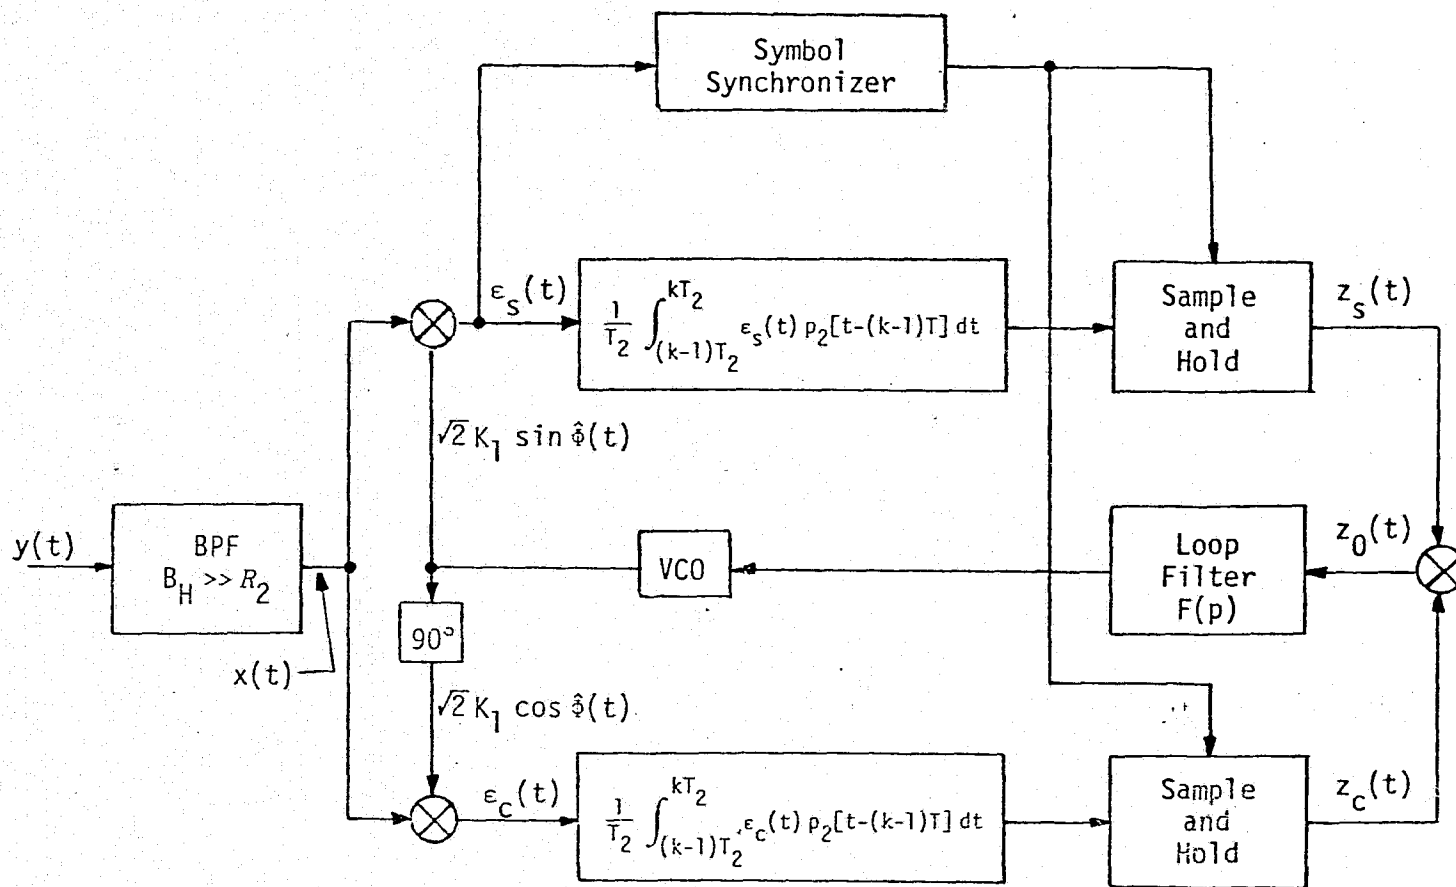 Symbol
Synchronizer
ε_s(t)
1/T_2 ∫_{(k-1)T_2}^{kT_2} ε_s(t) p_2[t-(k-1)T] dt
Sample
and
Hold
z_s(t)
√2 K_1 sin Φ̂(t)
y(t)
BPF
B_H >> R_2
x(t)
VCO
Loop
Filter
F(p)
z_0(t)
90°
√2 K_1 cos Φ̂(t)
ε_c(t)
1/T_2 ∫_{(k-1)T_2}^{kT_2} ε_c(t) p_2[t-(k-1)T] dt
Sample
and
Hold
z_c(t)